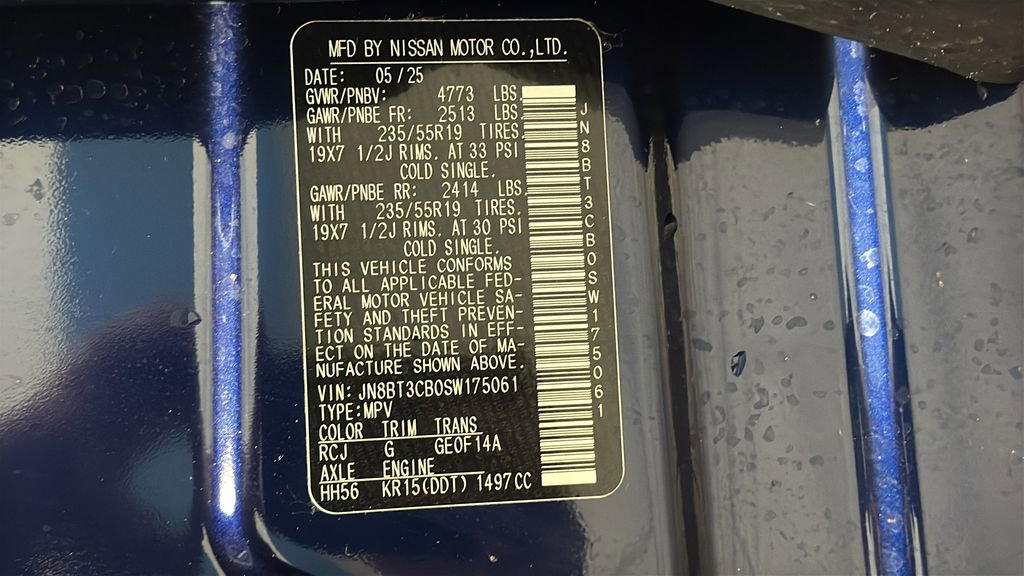 MFD BY NISSAN MOTOR CO.,LTD.
DATE: 05/25
GVWR/PNBV: 4773 LBS.
GAWR/PNBE FR: 2513 LBS.
WITH 235/55R19 TIRES.
19X7 1/2J RIMS. AT 33 PSI
COLD SINGLE.
GAWR/PNBE RR: 2414 LBS
WITH 235/55R19 TIRES.
19X7 1/2J RIMS. AT 30 PSI
COLD SINGLE.
THIS VEHICLE CONFORMS
TO ALL APPLICABLE FED-
ERAL MOTOR VEHICLE SA-
FETY AND THEFT PREVEN-
TION STANDARDS IN EFF-
ECT ON THE DATE OF MA-
NUFACTURE SHOWN ABOVE.
VIN: JN8BT3CB0SW175061
TYPE:MPV
COLOR TRIM TRANS
RCJ G GE0F14A
AXLE ENGINE
HH56 KR15(DDT) 1497CC
JN8BT3CB0SW175061